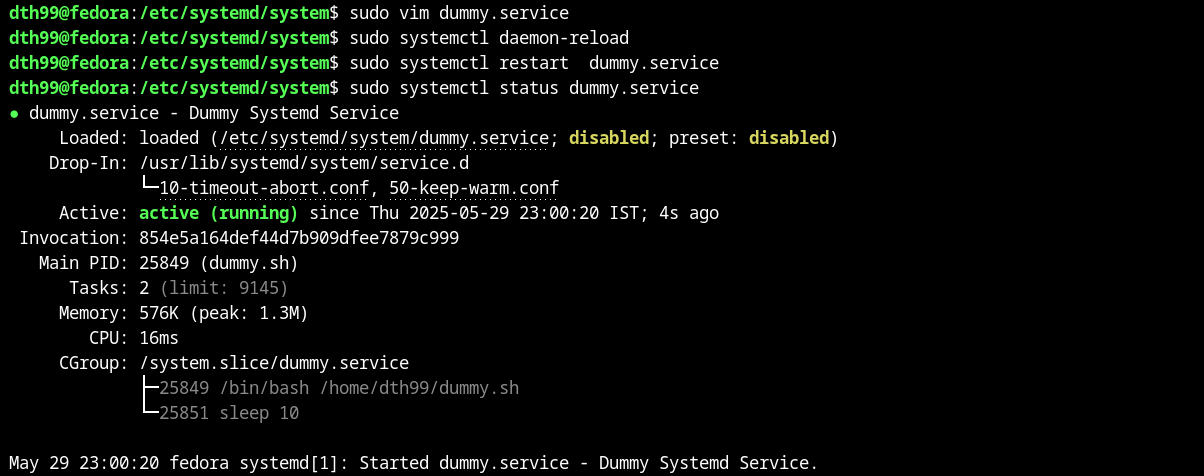 dth99@fedora:/etc/systemd/system$ sudo vim dummy.service
dth99@fedora:/etc/systemd/system$ sudo systemctl daemon-reload
dth99@fedora:/etc/systemd/system$ sudo systemctl restart  dummy.service
dth99@fedora:/etc/systemd/system$ sudo systemctl status dummy.service
● dummy.service - Dummy Systemd Service
     Loaded: loaded (/etc/systemd/system/dummy.service; disabled; preset: disabled)
    Drop-In: /usr/lib/systemd/system/service.d
             └─10-timeout-abort.conf, 50-keep-warm.conf
     Active: active (running) since Thu 2025-05-29 23:00:20 IST; 4s ago
 Invocation: 854e5a164def44d7b909dfee7879c999
   Main PID: 25849 (dummy.sh)
      Tasks: 2 (limit: 9145)
     Memory: 576K (peak: 1.3M)
        CPU: 16ms
     CGroup: /system.slice/dummy.service
             ├─25849 /bin/bash /home/dth99/dummy.sh
             └─25851 sleep 10

May 29 23:00:20 fedora systemd[1]: Started dummy.service - Dummy Systemd Service.